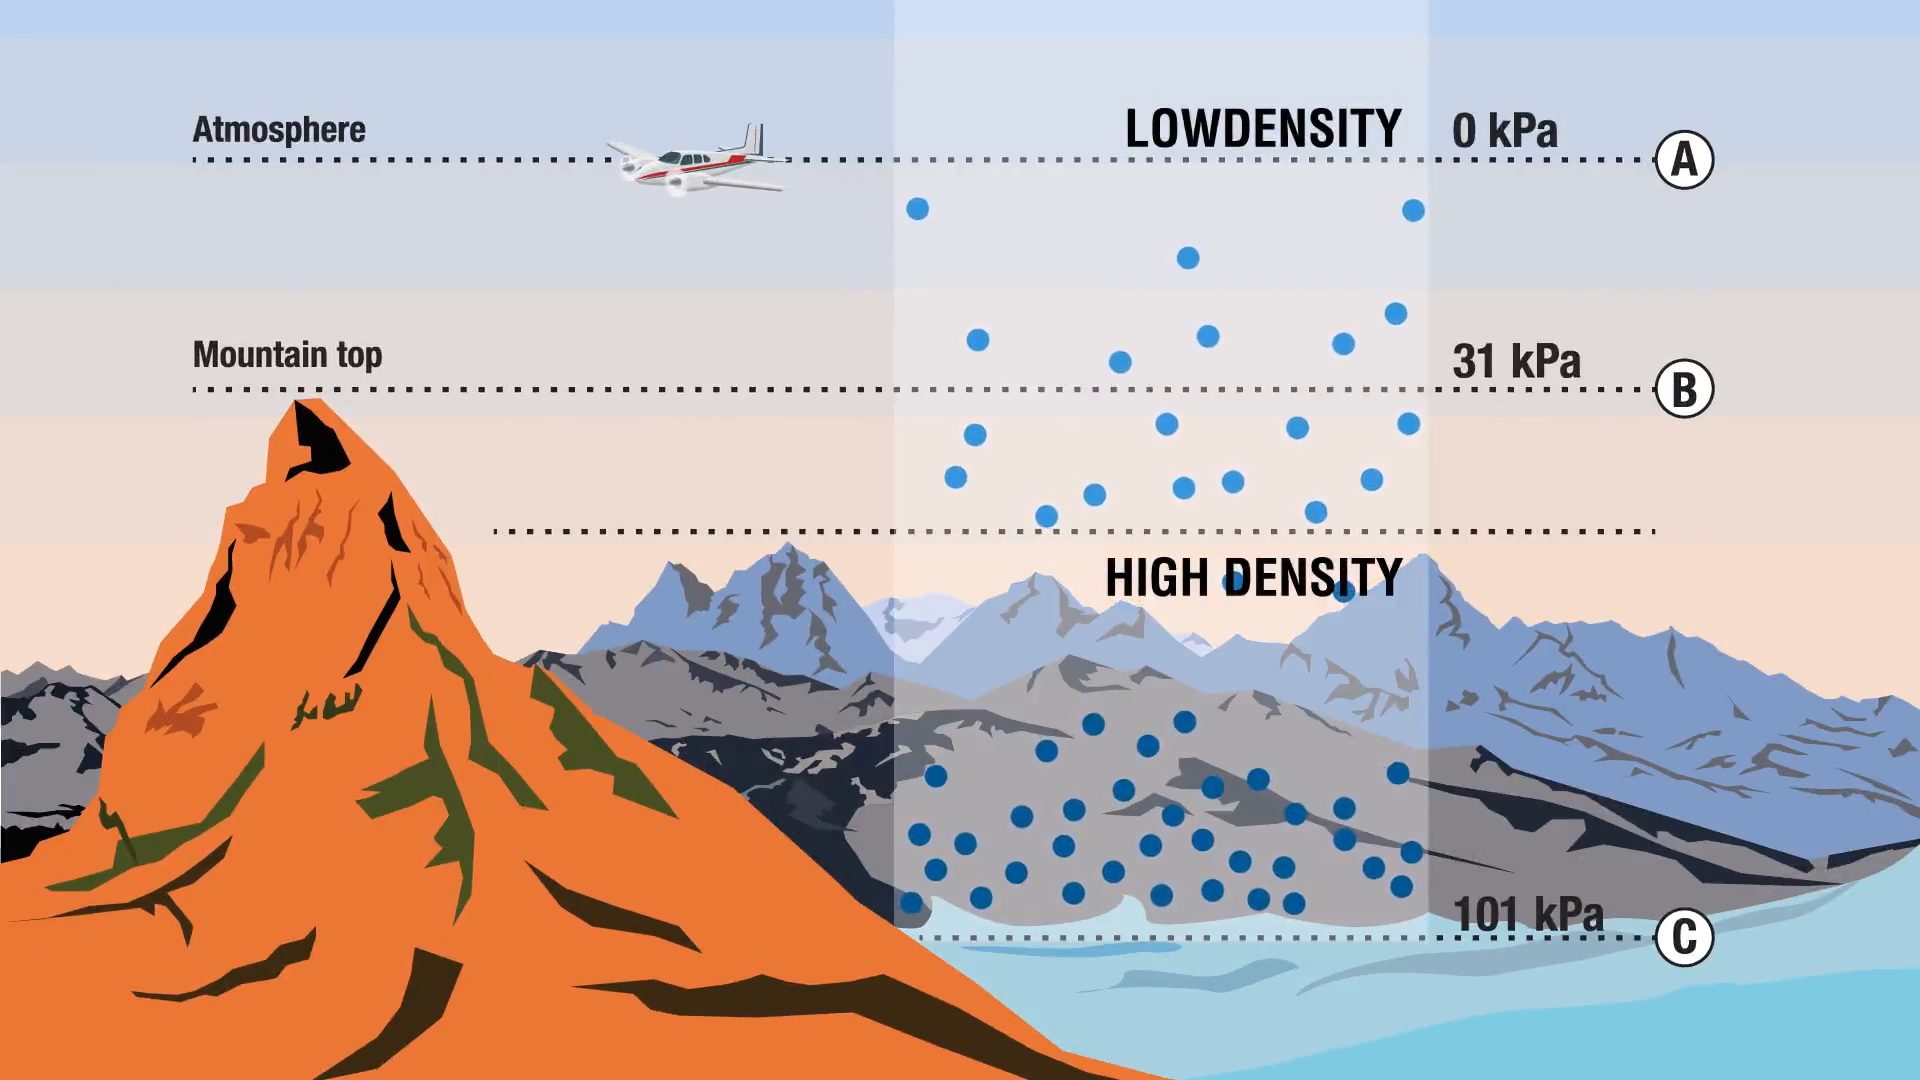 Atmosphere
LOWDENSITY
0 kPa
A
Mountain top
31 kPa
B
HIGH DENSITY
101 kPa
C